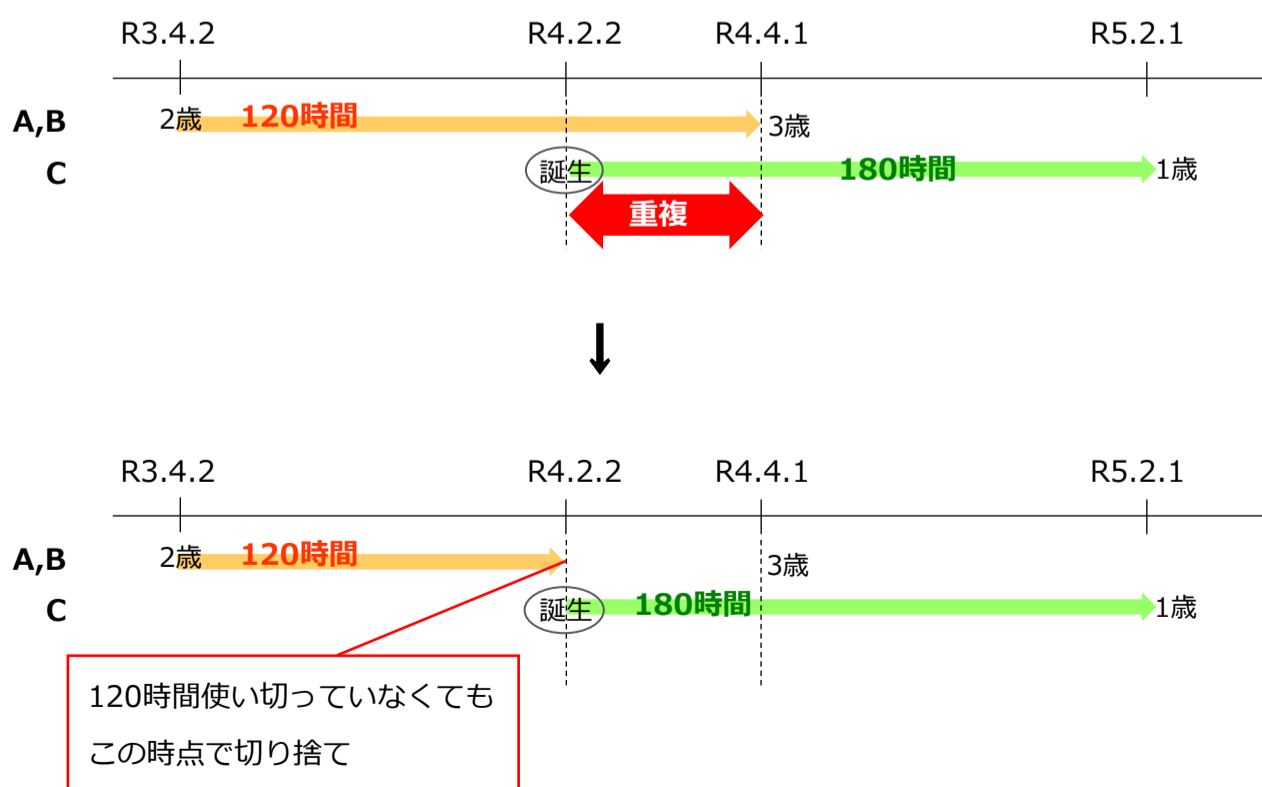 R3.4.2 R4.2.2 R4.4.1 R5.2.1
A,B 2歳 120時間 3歳
C 誕生 180時間 1歳
重複
↓
R3.4.2 R4.2.2 R4.4.1 R5.2.1
A,B 2歳 120時間 3歳
C 誕生 180時間 1歳
120時間使い切っていなくても
この時点で切り捨て